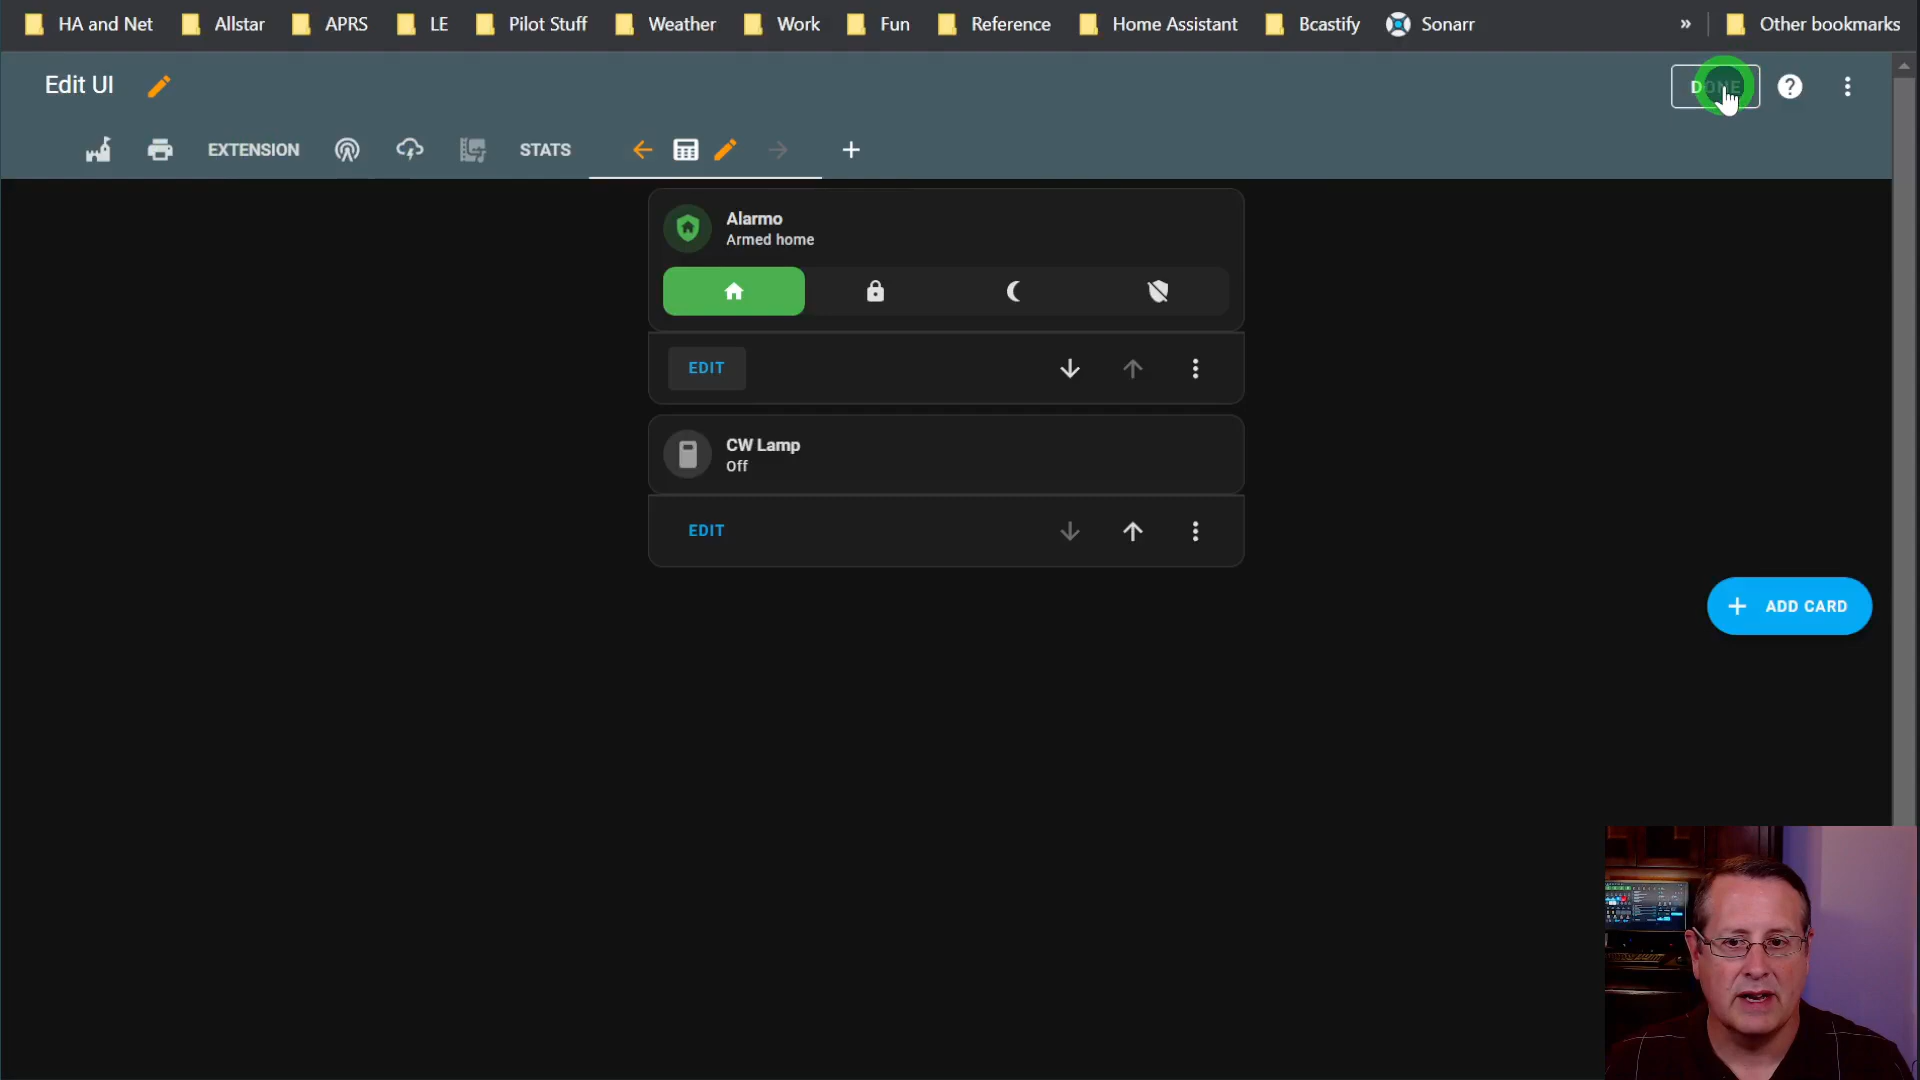 HA and Net Allstar APRS LE Pilot Stuff Weather Work Fun Reference Home Assistant Bcastify Sonarr » Other bookmarks
Edit UI DONE ?
EXTENSION STATS
Alarmo
Armed home
EDIT
CW Lamp
Off
EDIT
ADD CARD